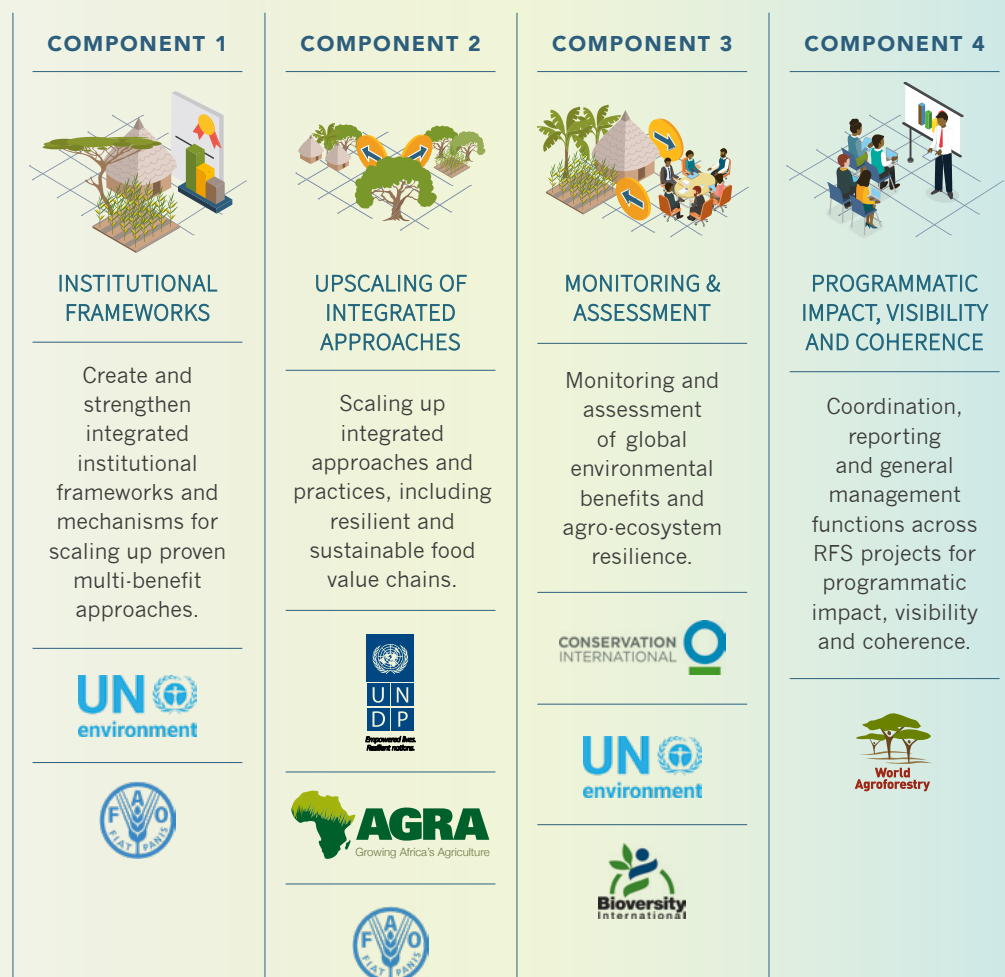 COMPONENT 1
INSTITUTIONAL
FRAMEWORKS
Create and
strengthen
integrated
institutional
frameworks and
mechanisms for
scaling up proven
multi-benefit
approaches.
UN
environment
F A O
FIAT PANIS
COMPONENT 2
UPSCALING OF
INTEGRATED
APPROACHES
Scaling up
integrated
approaches and
practices, including
resilient and
sustainable food
value chains.
U N
D P
Empowered lives.
Resilient nations.
AGRA
Growing Africa's Agriculture
F A O
FIAT PANIS
COMPONENT 3
MONITORING &
ASSESSMENT
Monitoring and
assessment
of global
environmental
benefits and
agro-ecosystem
resilience.
CONSERVATION
INTERNATIONAL
UN
environment
Bioversity
International
COMPONENT 4
PROGRAMMATIC
IMPACT, VISIBILITY
AND COHERENCE
Coordination,
reporting
and general
management
functions across
RFS projects for
programmatic
impact, visibility
and coherence.
World
Agroforestry